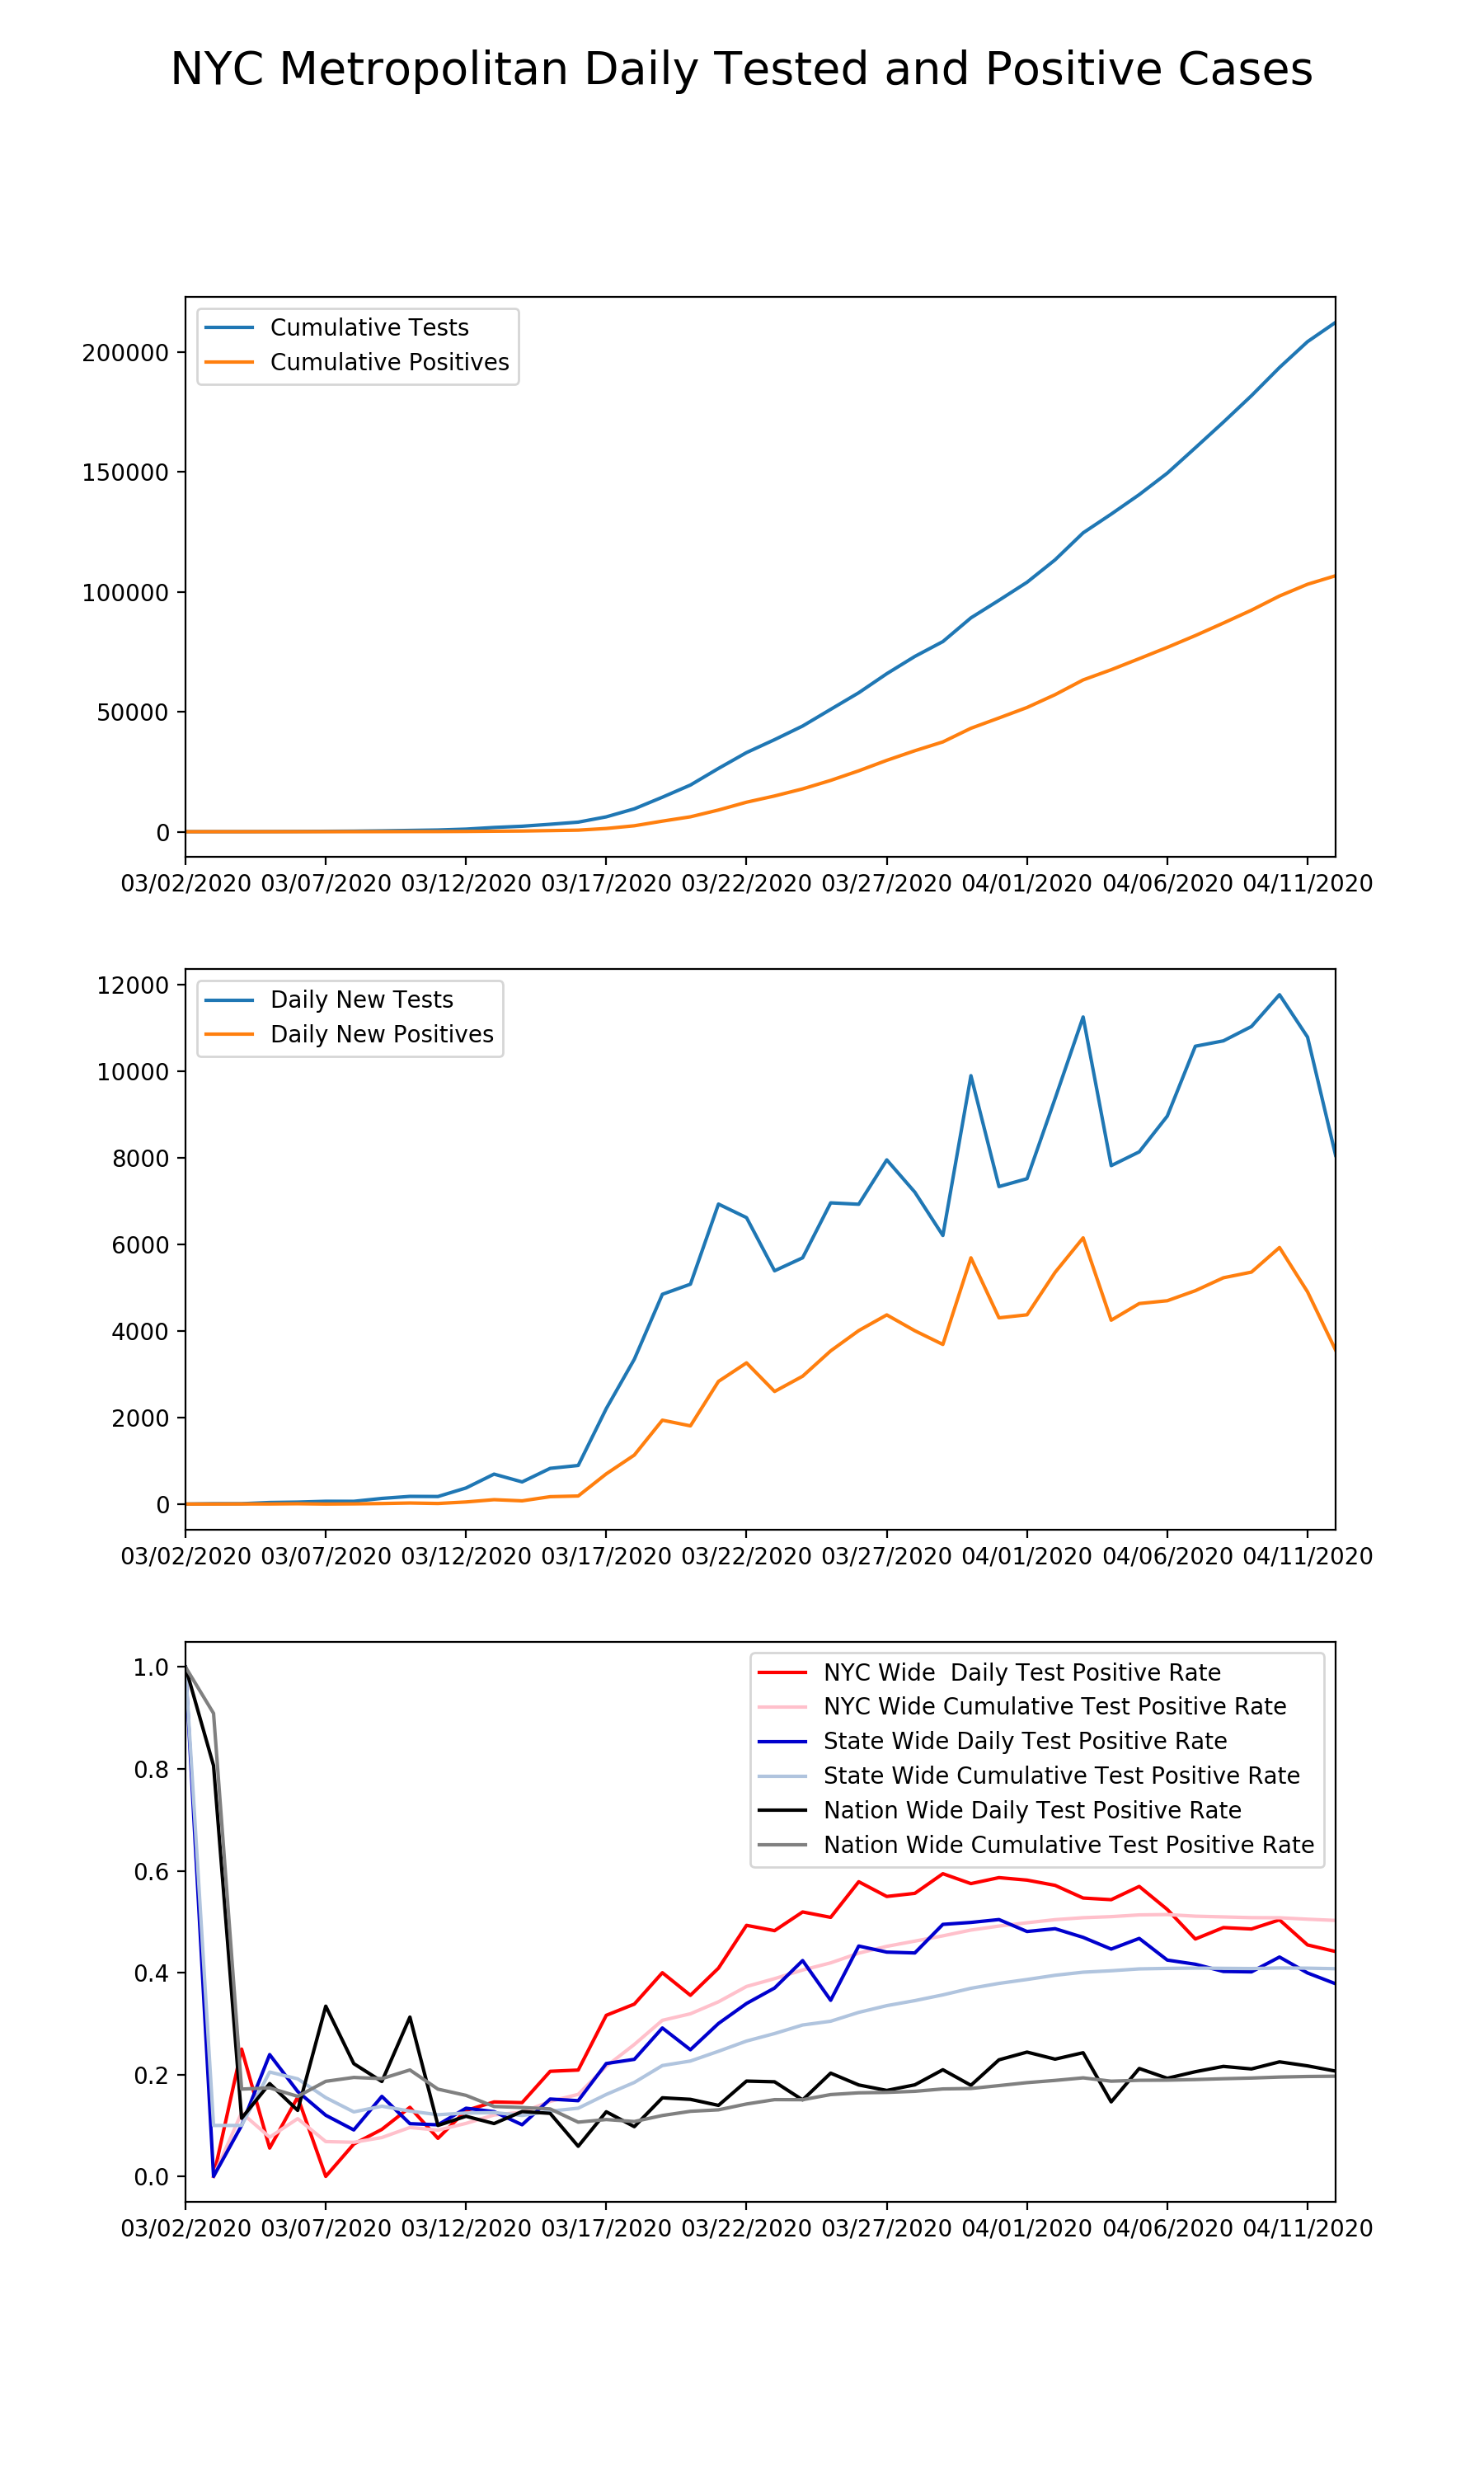 NYC Metropolitan Daily Tested and Positive Cases
Cumulative Tests
Cumulative Positives
200000
150000
100000
50000
0
03/02/2020 03/07/2020 03/12/2020 03/17/2020 03/22/2020 03/27/2020 04/01/2020 04/06/2020 04/11/2020
12000
Daily New Tests
Daily New Positives
10000
8000
6000
4000
2000
0
03/02/2020 03/07/2020 03/12/2020 03/17/2020 03/22/2020 03/27/2020 04/01/2020 04/06/2020 04/11/2020
1.0
NYC Wide  Daily Test Positive Rate
NYC Wide Cumulative Test Positive Rate
State Wide Daily Test Positive Rate
State Wide Cumulative Test Positive Rate
Nation Wide Daily Test Positive Rate
Nation Wide Cumulative Test Positive Rate
0.8
0.6
0.4
0.2
0.0
03/02/2020 03/07/2020 03/12/2020 03/17/2020 03/22/2020 03/27/2020 04/01/2020 04/06/2020 04/11/2020